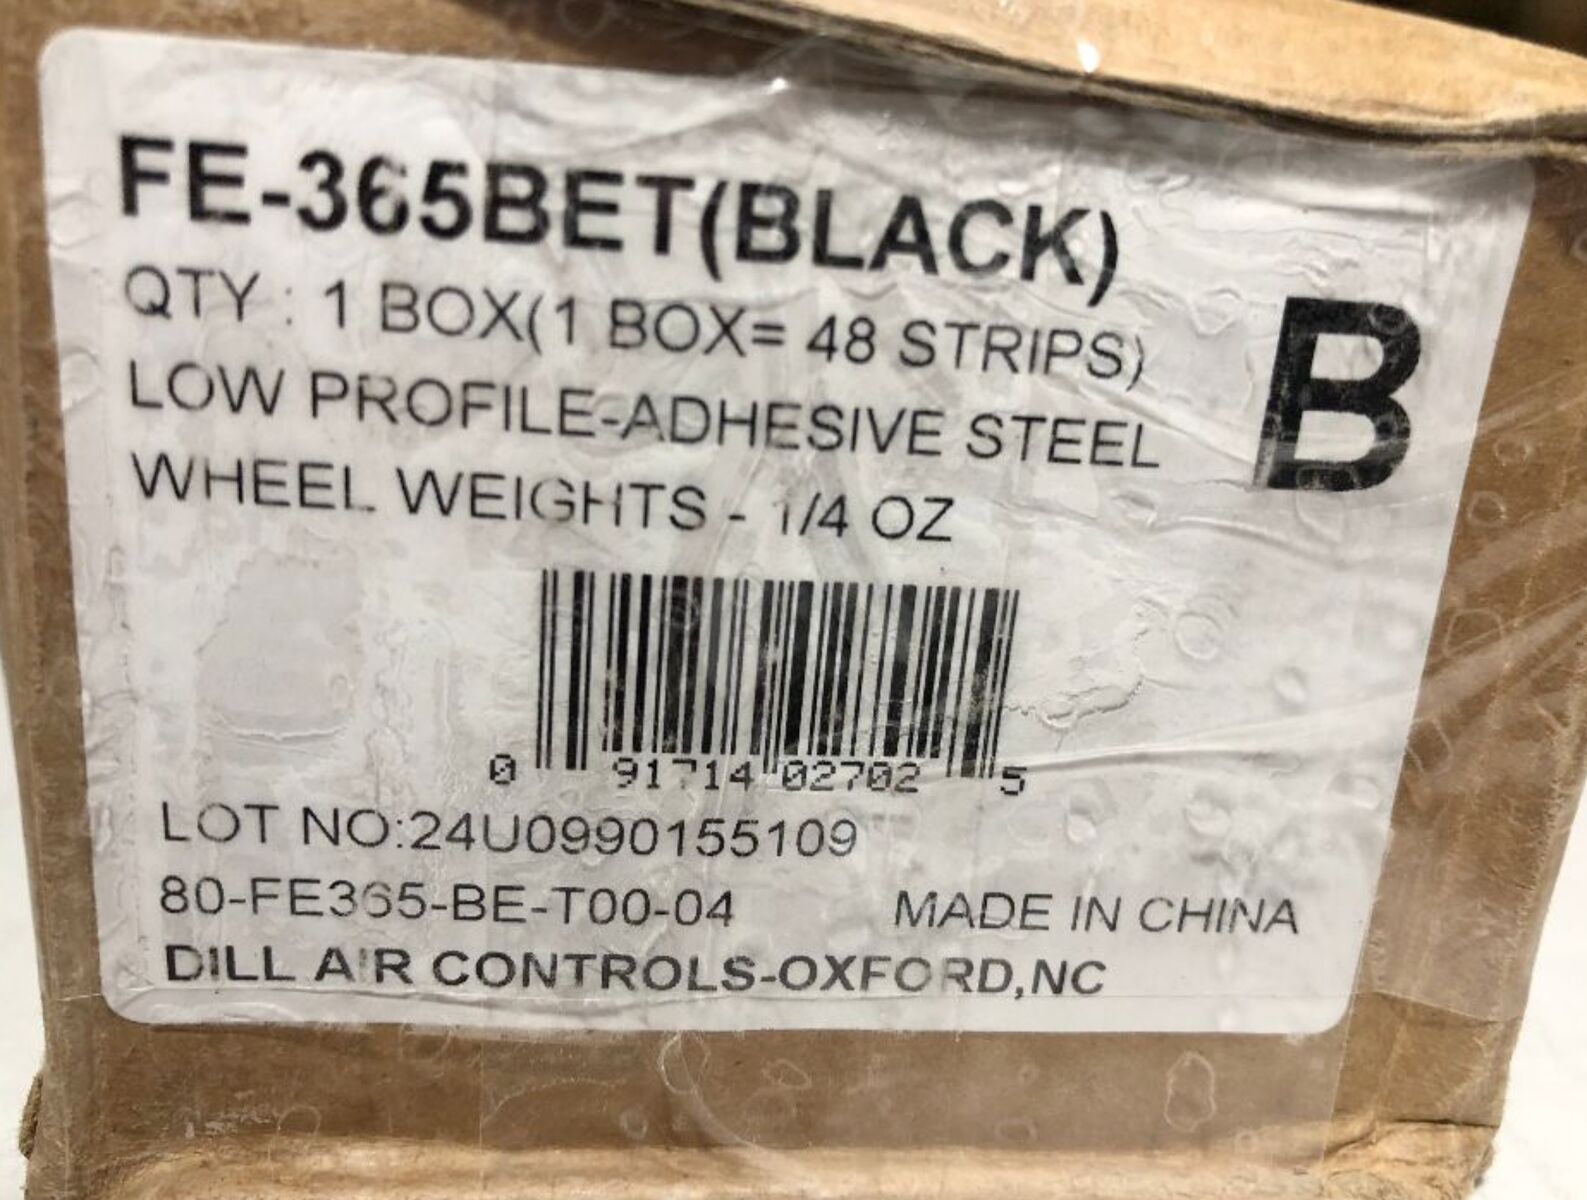 FE-365BET(BLACK)
QTY : 1 BOX(1 BOX= 48 STRIPS)
B
LOW PROFILE-ADHESIVE STEEL
WHEEL WEIGHTS - 1/4 OZ
0 91714 02702 5
LOT NO:24U0990155109
80-FE365-BE-T00-04 MADE IN CHINA
DILL AIR CONTROLS-OXFORD,NC